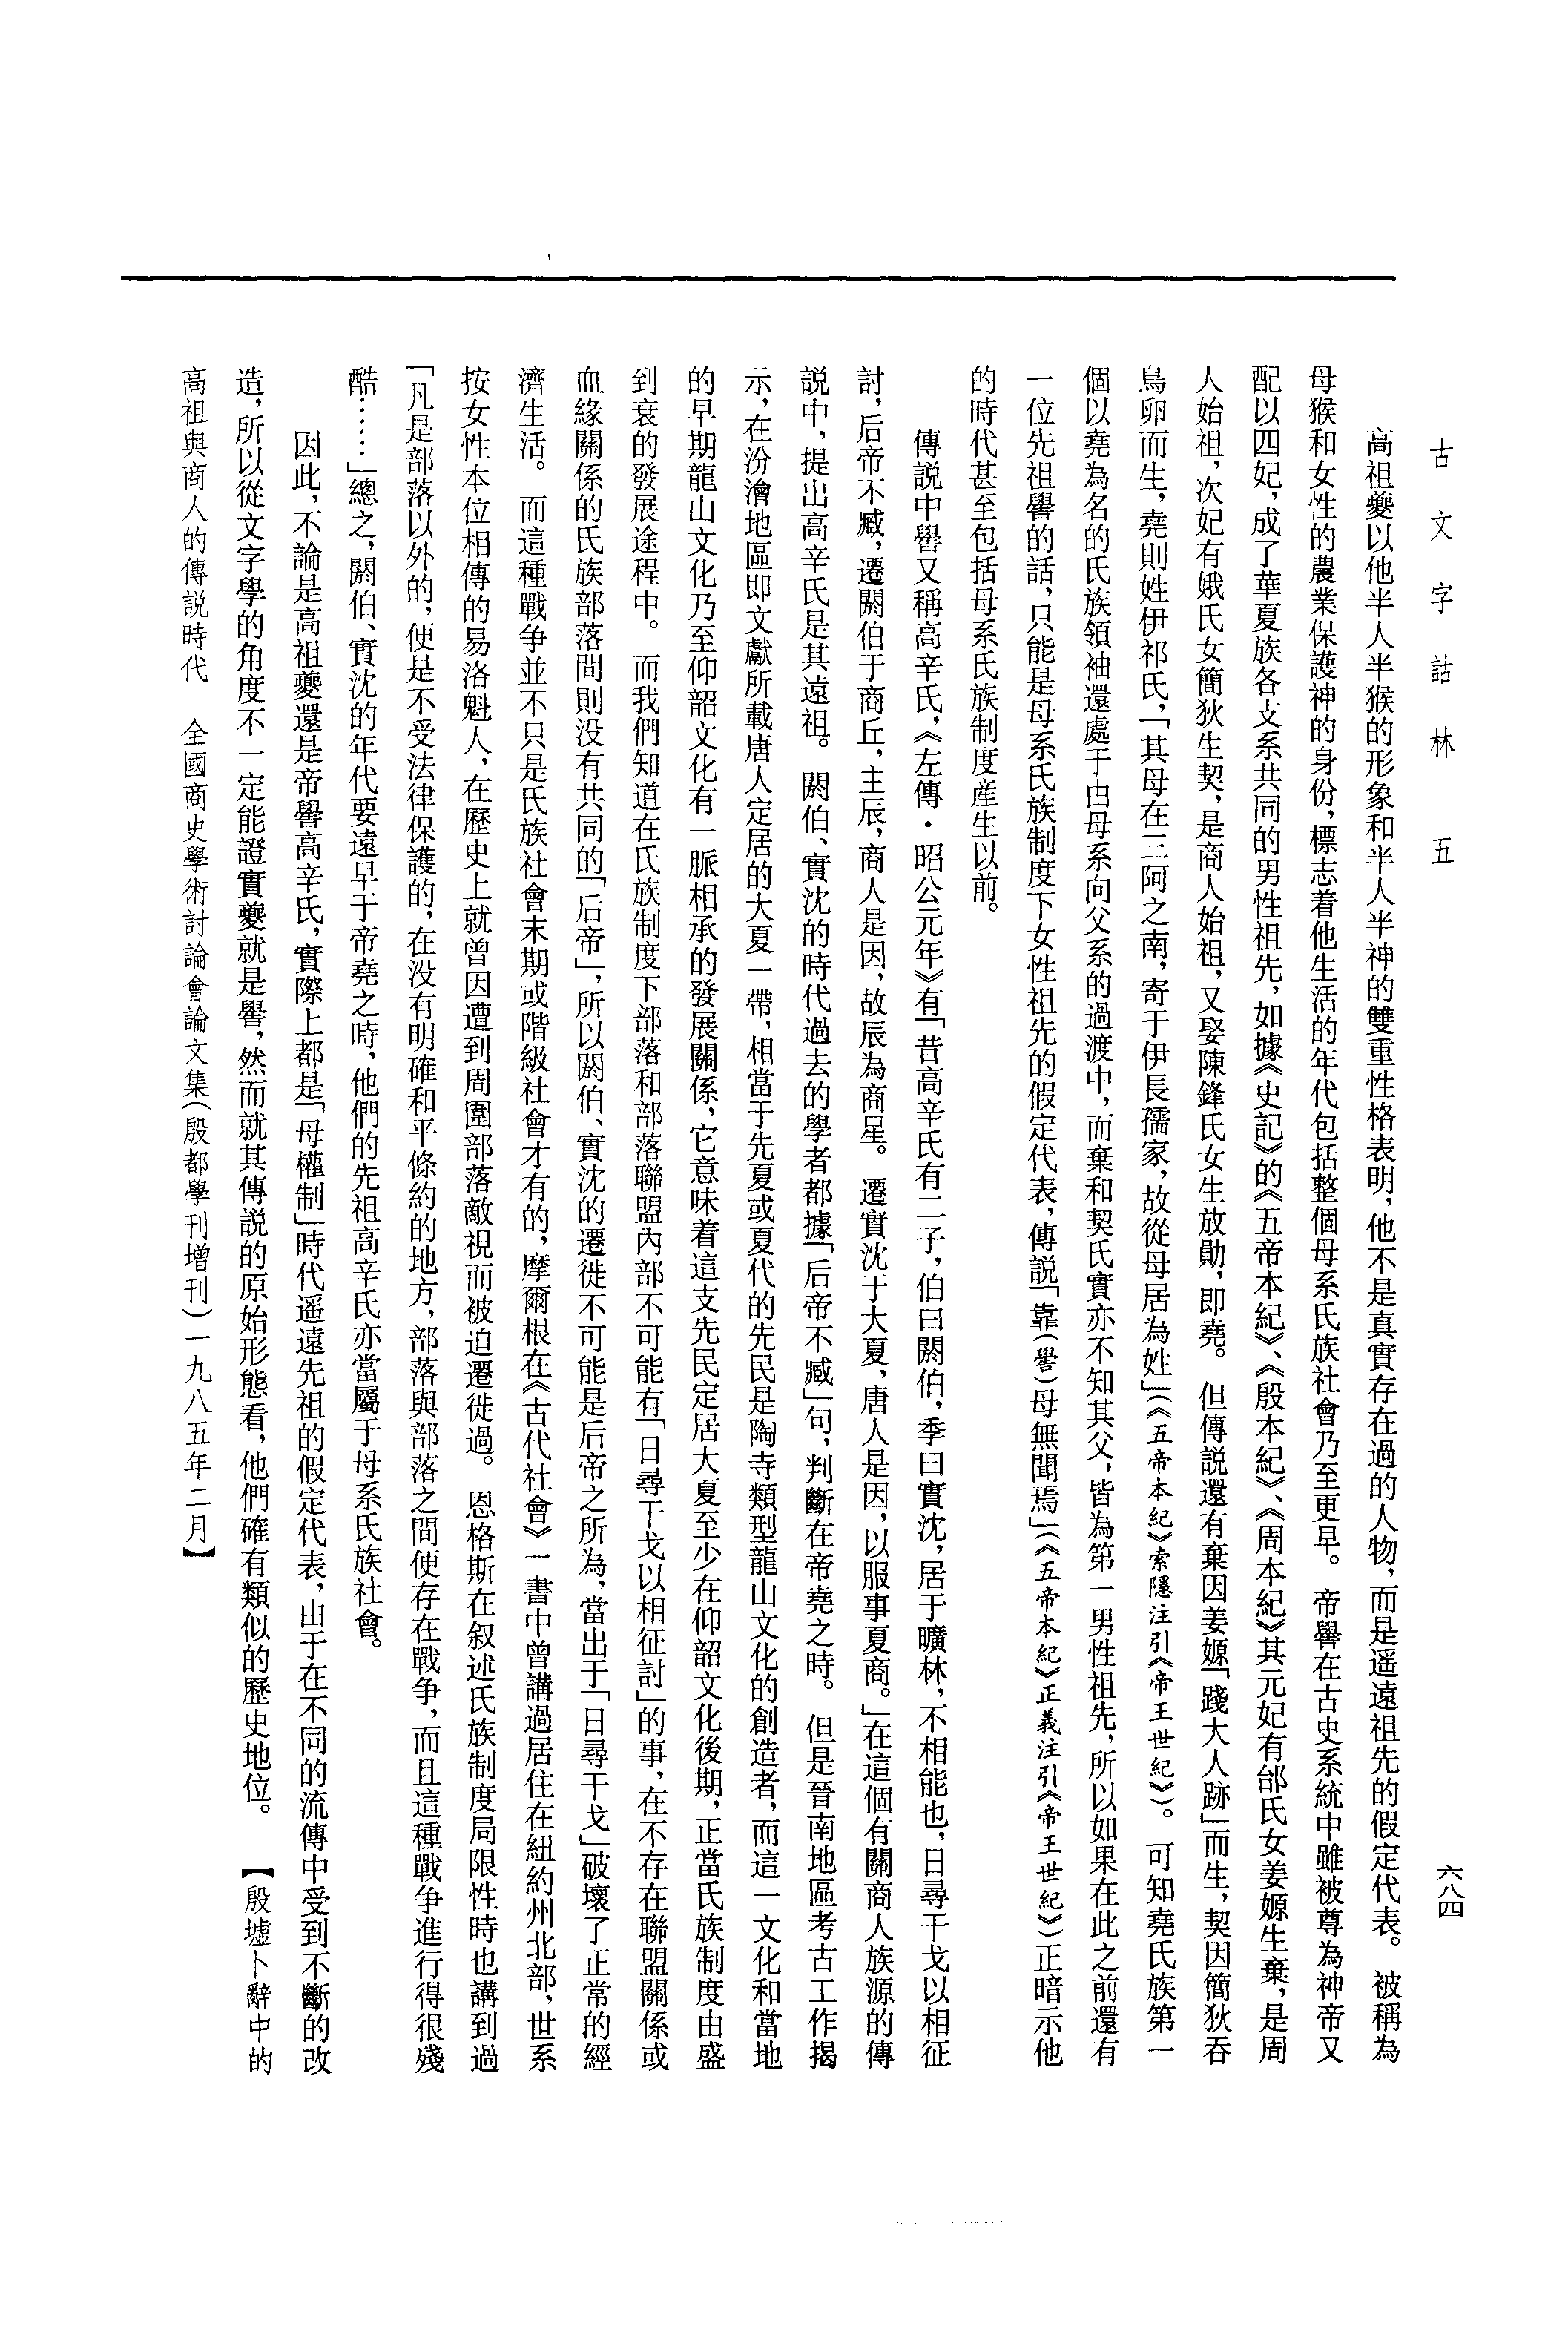 古文字詁林　五
六八四
高祖夔以他半人半猴的形象和半人半神的雙重性格表明，他不是真實存在過的人物，而是遥遠祖先的假定代表。被稱為
母猴和女性的農業保護神的身份，標志着他生活的年代包括整個母系氏族社會乃至更早。帝嚳在古史系統中雖被尊為神帝又
配以四妃，成了華夏族各支系共同的男性祖先，如據《史記》的《五帝本紀》、《殷本紀》、《周本紀》其元妃有邰氏女姜嫄生棄，是周
人始祖，次妃有娥氏女簡狄生契，是商人始祖，又娶陳鋒氏女生放勛，即堯。但傳説還有棄因姜嫄「踐大人跡」而生，契因簡狄吞
鳥卵而生，堯則姓伊祁氏，「其母在三阿之南，寄于伊長孺家，故從母居為姓」（《五帝本紀》索隱注引《帝王世紀》）。可知堯氏族第一
個以堯為名的氏族領袖還處于由母系向父系的過渡中，而棄和契氏實亦不知其父，皆為第一男性祖先，所以如果在此之前還有
一位先祖嚳的話，只能是母系氏族制度下女性祖先的假定代表，傳説「靠（嚳）母無聞焉」（《五帝本紀》正義注引《帝王世紀》）正暗示他
的時代甚至包括母系氏族制度産生以前。
傳説中嚳又稱高辛氏，《左傳·昭公元年》有「昔高辛氏有二子，伯曰閼伯，季曰實沈，居于曠林，不相能也，日尋干戈以相征
討，后帝不臧，遷閼伯于商丘，主辰，商人是因，故辰為商星。遷實沈于大夏，唐人是因，以服事夏商。」在這個有關商人族源的傳
説中，提出高辛氏是其遠祖。閼伯、實沈的時代過去的學者都據「后帝不臧」句，判斷在帝堯之時。但是晉南地區考古工作揭
示，在汾澮地區即文獻所載唐人定居的大夏一帶，相當于先夏或夏代的先民是陶寺類型龍山文化的創造者，而這一文化和當地
的早期龍山文化乃至仰韶文化有一脈相承的發展關係，它意味着這支先民定居大夏至少在仰韶文化後期，正當氏族制度由盛
到衰的發展途程中。而我們知道在氏族制度下部落和部落聯盟内部不可能有「日尋干戈以相征討」的事，在不存在聯盟關係或
血緣關係的氏族部落間則没有共同的「后帝」，所以閼伯、實沈的遷徙不可能是后帝之所為，當出于「日尋干戈」破壞了正常的經
濟生活。而這種戰争並不只是氏族社會末期或階級社會才有的，摩爾根在《古代社會》一書中曾講過居住在紐約州北部，世系
按女性本位相傳的易洛魁人，在歷史上就曾因遭到周圍部落敵視而被迫遷徙過。恩格斯在叙述氏族制度局限性時也講到過
「凡是部落以外的，便是不受法律保護的，在没有明確和平條約的地方，部落與部落之間便存在戰争，而且這種戰争進行得很殘
酷……」總之，閼伯、實沈的年代要遠早于帝堯之時，他們的先祖高辛氏亦當屬于母系氏族社會。
因此，不論是高祖夔還是帝嚳高辛氏，實際上都是「母權制」時代遥遠先祖的假定代表，由于在不同的流傳中受到不斷的改
造，所以從文字學的角度不一定能證實夔就是嚳，然而就其傳説的原始形態看，他們確有類似的歷史地位。　【殷墟卜辭中的
高祖與商人的傳説時代　全國商史學術討論會論文集（殷都學刊增刊）一九八五年二月】